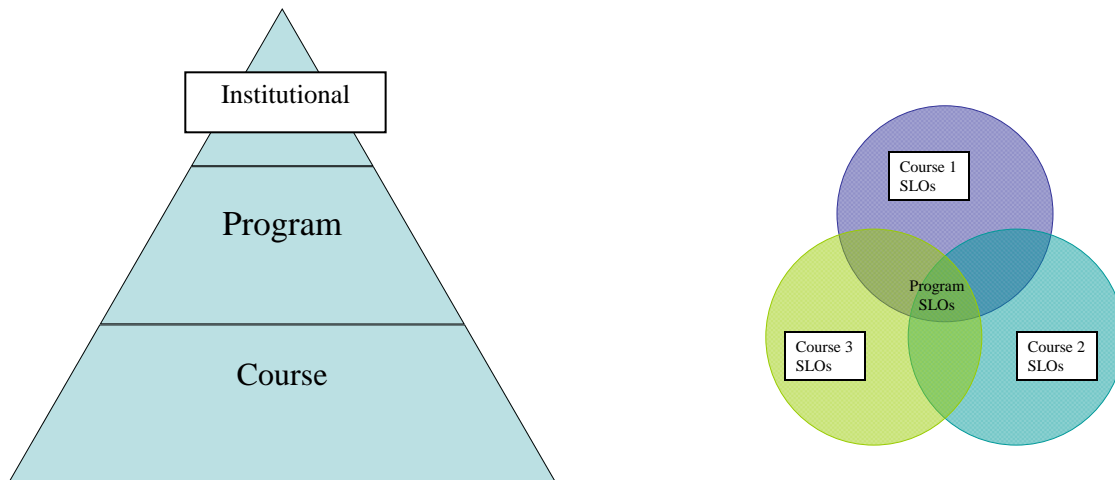 Institutional
Program
Course
Course 1
SLOs
Program
SLOs
Course 3
SLOs
Course 2
SLOs